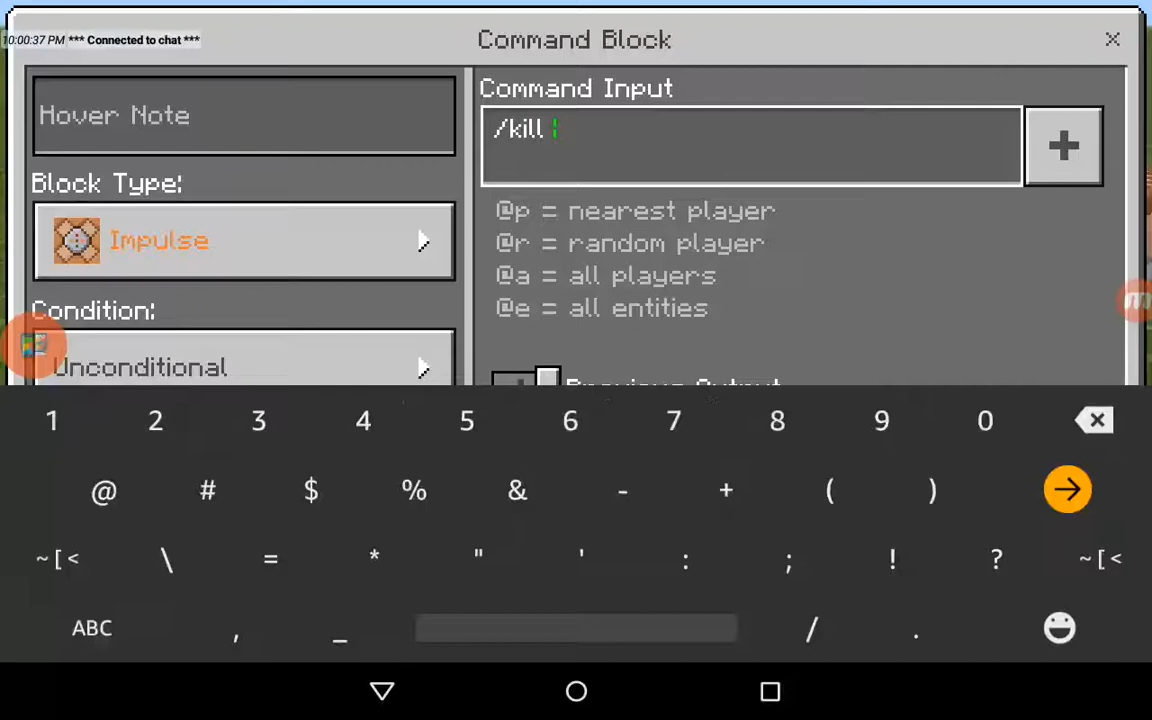 10:00:37 PM *** Connected to chat ***
Command Block
Hover Note
Command Input
/kill
Block Type:
@p = nearest player
Impulse
@r = random player
@a = all players
Condition:
@e = all entities
Unconditional
Previous Output
1 2 3 4 5 6 7 8 9 0
@ # $ % & - + ( )
~[< \ = * " ' : ; ! ? ~[<
ABC , _ / .